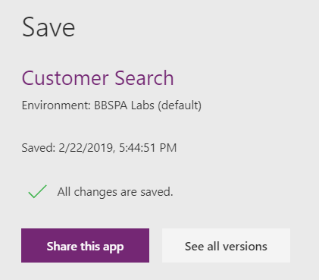 Save
Customer Search
Environment: BBSPA Labs (default)
Saved: 2/22/2019, 5:44:51 PM
All changes are saved.
Share this app
See all versions